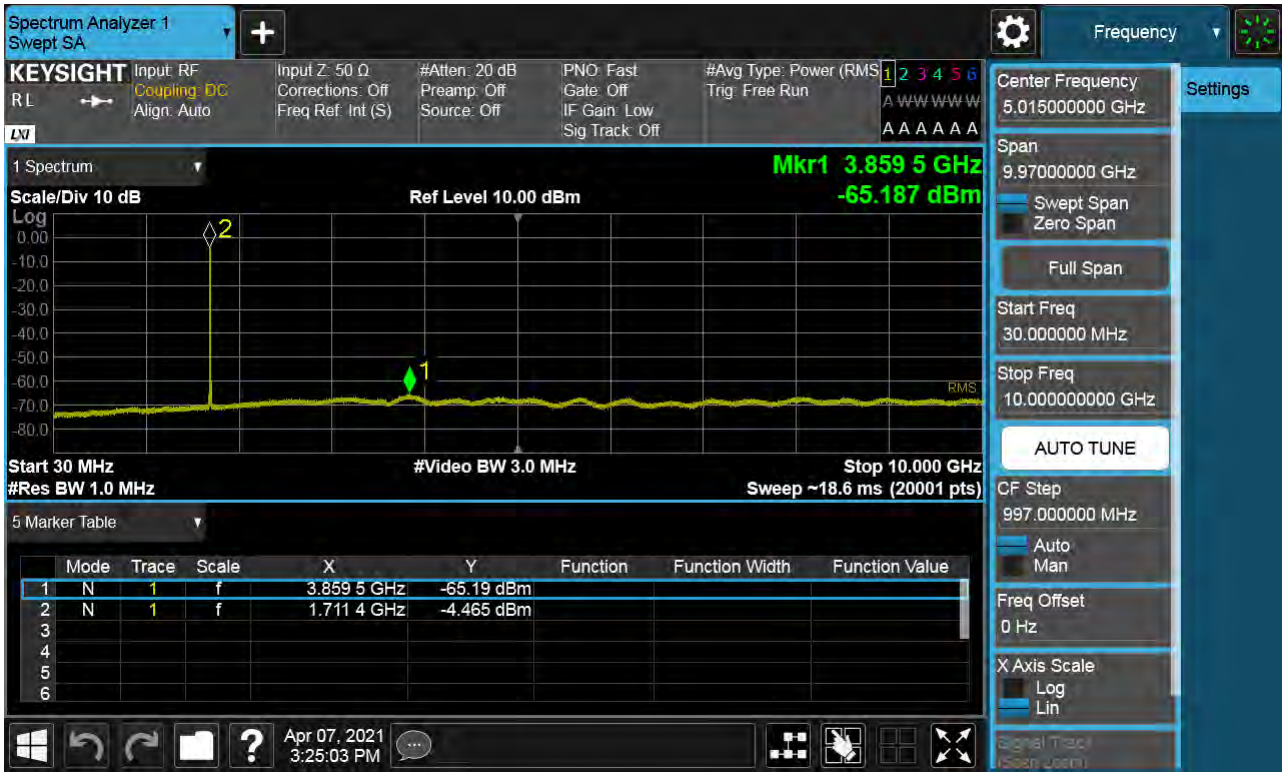 Spectrum Analyzer 1
Swept SA
+
Frequency
KEYSIGHT
R L
LXI
Input: RF
Coupling: DC
Align: Auto
Input Z: 50 Ω
Corrections: Off
Freq Ref: Int (S)
#Atten: 20 dB
Preamp: Off
Source: Off
PNO: Fast
Gate: Off
IF Gain: Low
Sig Track: Off
#Avg Type: Power (RMS
Trig: Free Run
1 2 3 4 5 6
A W W W W W
A A A A A A
1 Spectrum
Scale/Div 10 dB
Ref Level 10.00 dBm
Mkr1 3.859 5 GHz
-65.187 dBm
Log
0.00
-10.0
-20.0
-30.0
-40.0
-50.0
-60.0
-70.0
-80.0
2
1
RMS
Start 30 MHz
#Video BW 3.0 MHz
Stop 10.000 GHz
#Res BW 1.0 MHz
Sweep ~18.6 ms (20001 pts)
5 Marker Table
Mode Trace Scale X Y Function Function Width Function Value
1 N 1 f 3.859 5 GHz -65.19 dBm
2 N 1 f 1.711 4 GHz -4.465 dBm
3
4
5
6
?
Apr 07, 2021
3:25:03 PM
Center Frequency
5.015000000 GHz
Settings
Span
9.97000000 GHz
Swept Span
Zero Span
Full Span
Start Freq
30.000000 MHz
Stop Freq
10.000000000 GHz
AUTO TUNE
CF Step
997.000000 MHz
Auto
Man
Freq Offset
0 Hz
X Axis Scale
Log
Lin
Signal Track
(Span Zoom)